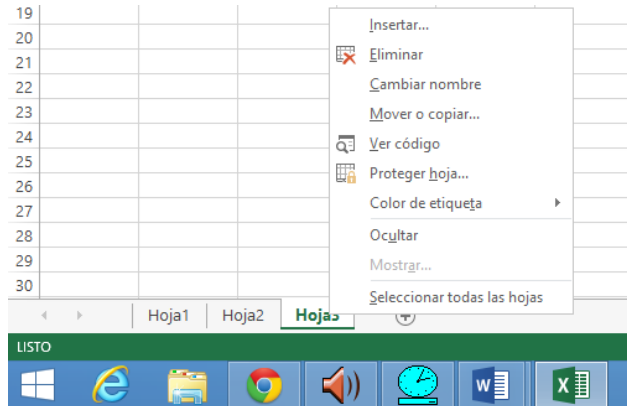 19
Insertar...
20
Eliminar
21
22
Cambiar nombre
23
Mover o copiar...
24
Ver código
25
Proteger hoja...
26
Color de etiqueta
27
28
Ocultar
29
Mostrar...
30
Seleccionar todas las hojas
Hoja1 Hoja2 Hoja3
LISTO
W X